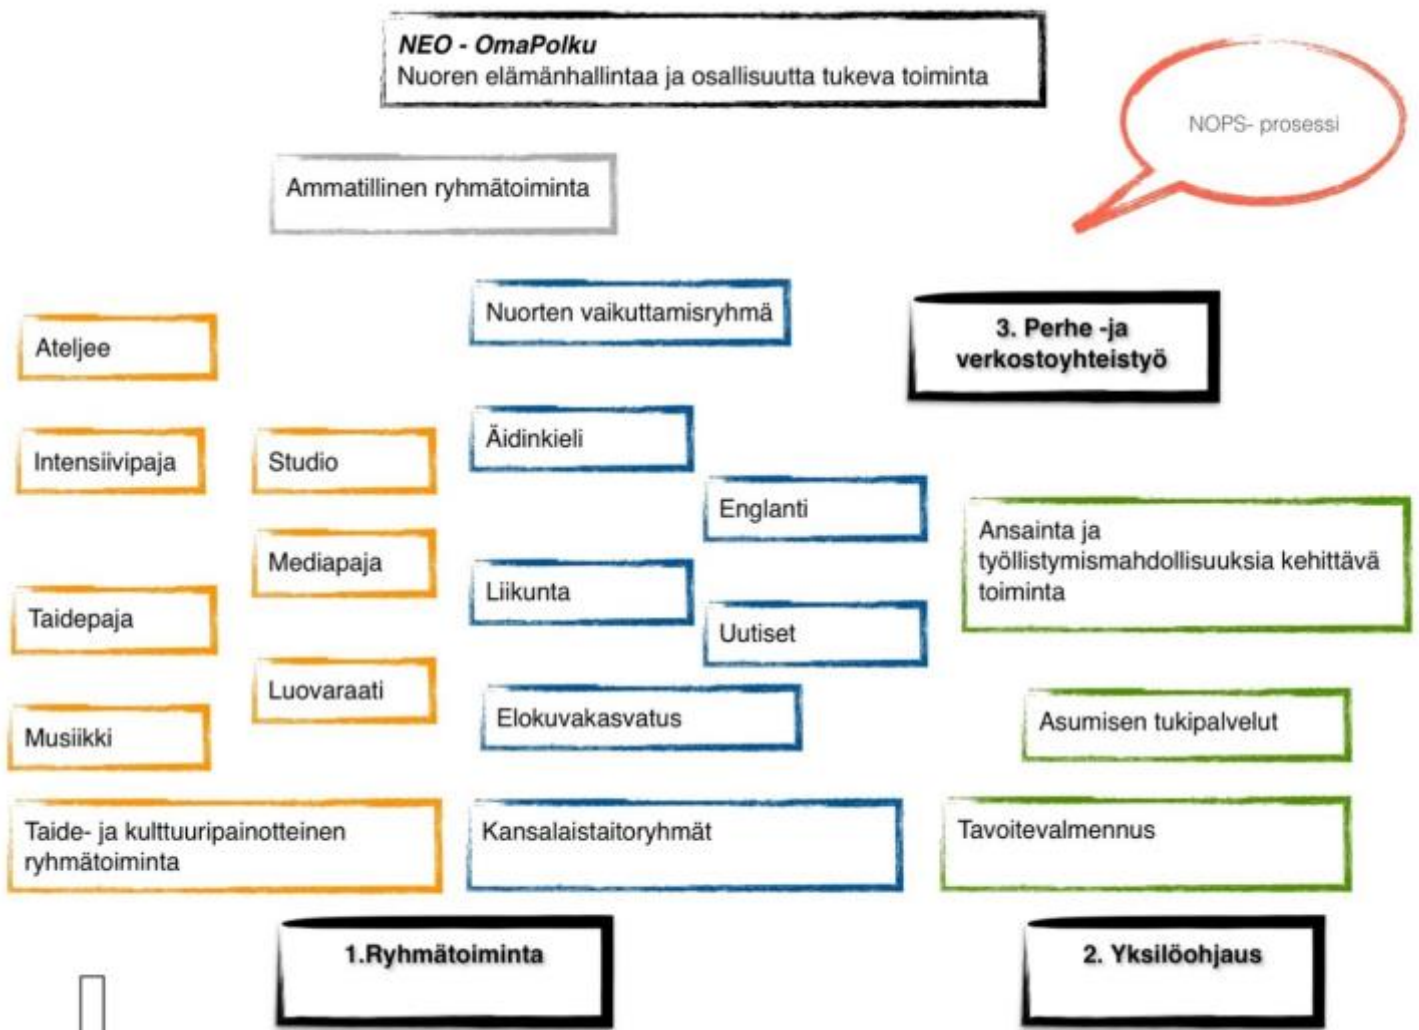 NEO - OmaPolku
Nuoren elämänhallintaa ja osallisuutta tukeva toiminta
NOPS- prosessi
Ammatillinen ryhmätoiminta
Nuorten vaikuttamisryhmä
3. Perhe -ja
verkostoyhteistyö
Ateljee
Äidinkieli
Intensiivipaja
Studio
Englanti
Ansainta ja
työllistymismahdollisuuksia kehittävä
toiminta
Mediapaja
Liikunta
Taidepaja
Uutiset
Luovaraati
Elokuvakasvatus
Asumisen tukipalvelut
Musiikki
Taide- ja kulttuuripainotteinen
ryhmätoiminta
Kansalaistaitoryhmät
Tavoitevalmennus
1.Ryhmätoiminta
2. Yksilöohjaus